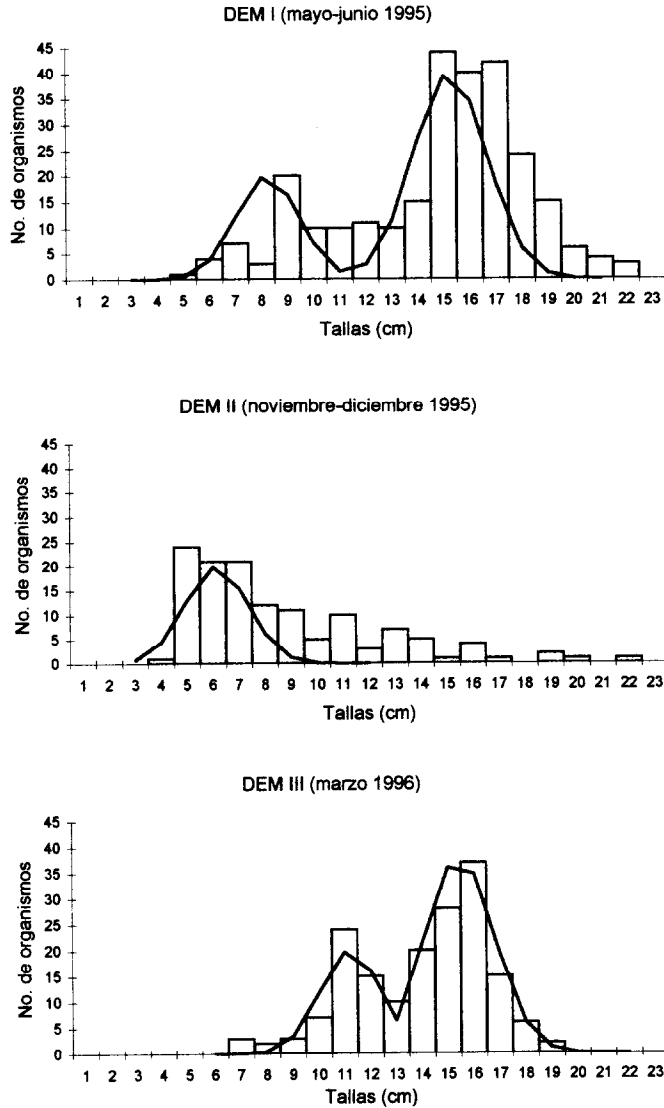 DEM I (mayo-junio 1995)
45
40
35
30
25
20
15
10
5
0
No. de organismos
1 2 3 4 5 6 7 8 9 10 11 12 13 14 15 16 17 18 19 20 21 22 23
Tallas (cm)
DEM II (noviembre-diciembre 1995)
45
40
35
30
25
20
15
10
5
0
No. de organismos
1 2 3 4 5 6 7 8 9 10 11 12 13 14 15 16 17 18 19 20 21 22 23
Tallas (cm)
DEM III (marzo 1996)
45
40
35
30
25
20
15
10
5
0
No. de organismos
1 2 3 4 5 6 7 8 9 10 11 12 13 14 15 16 17 18 19 20 21 22 23
Tallas (cm)